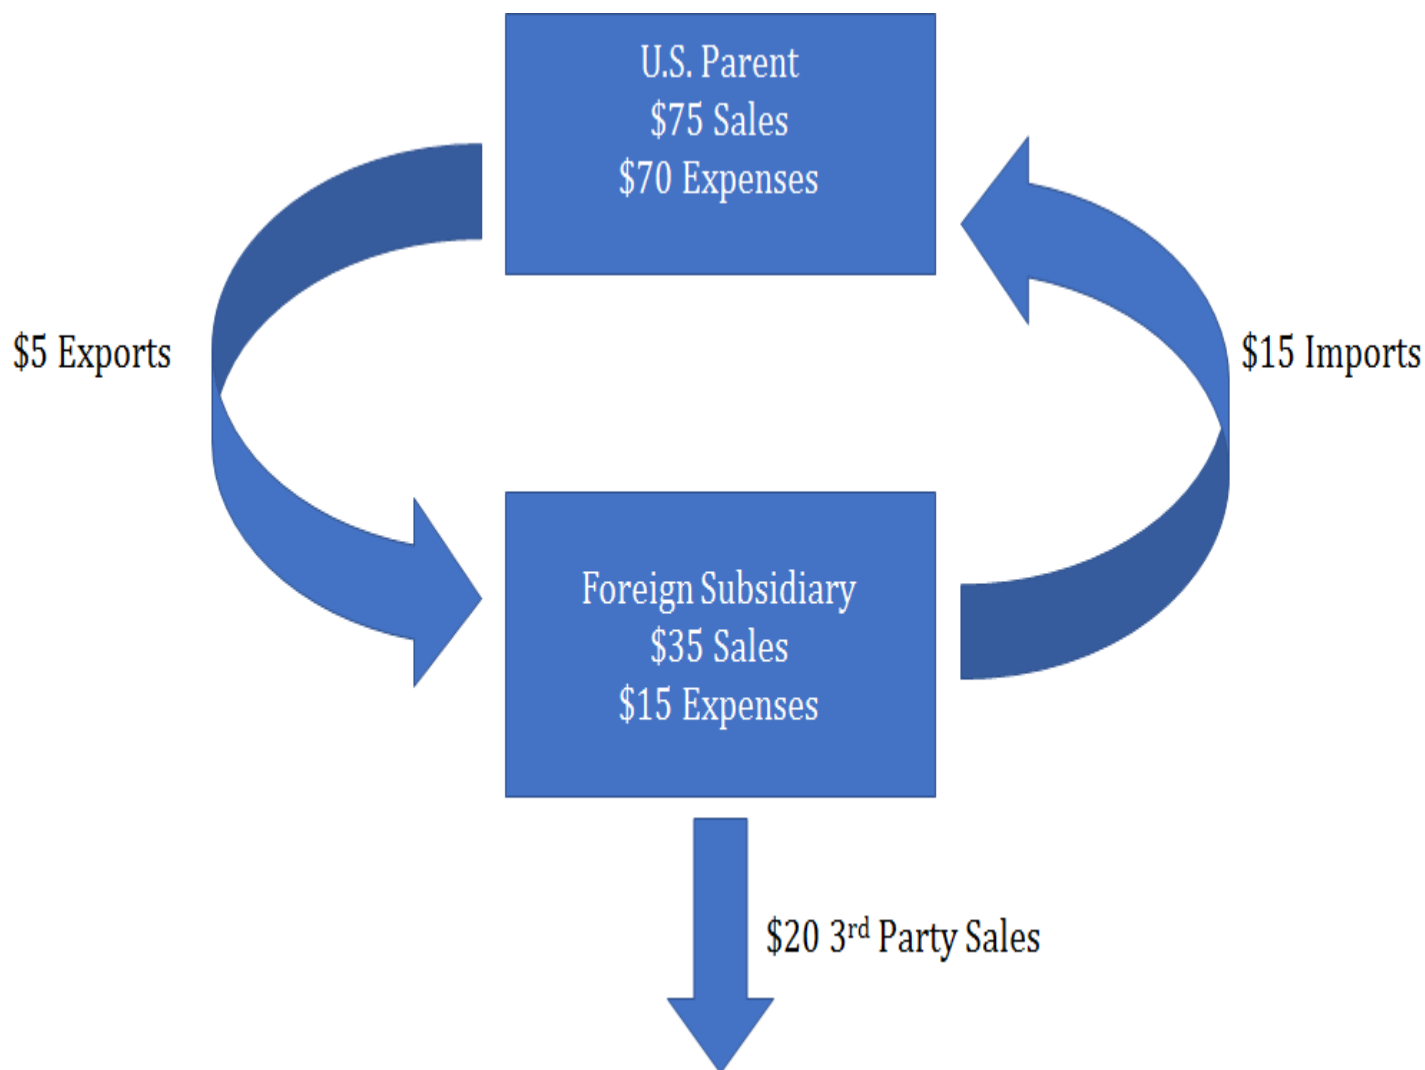 U.S. Parent
$75 Sales
$70 Expenses
$5 Exports
$15 Imports
Foreign Subsidiary
$35 Sales
$15 Expenses
$20 3rd Party Sales